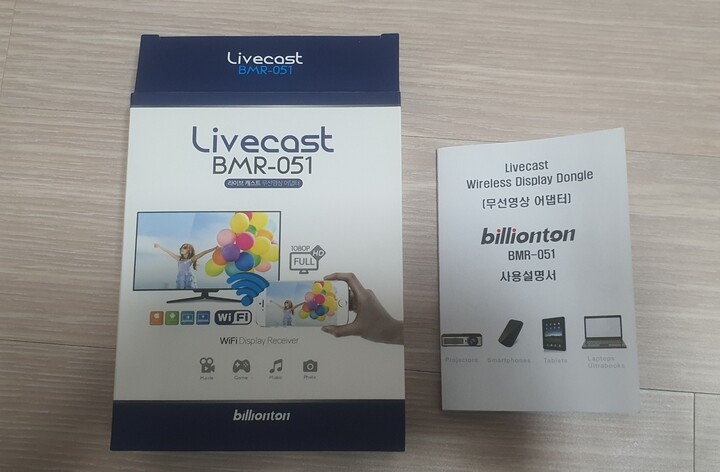 Livecast
BMR-051
Livecast
BMR-051
라이브 캐스트 무선영상 어댑터
1080P
FULL HD
WiFi
WiFi Display Receiver
Movie
Game
Music
Photo
billionton
Livecast
Wireless Display Dongle
[무선영상 어댑터]
billionton
BMR-051
사용설명서
Projectors
Smartphones
Tablets
Laptops
Ultrabooks